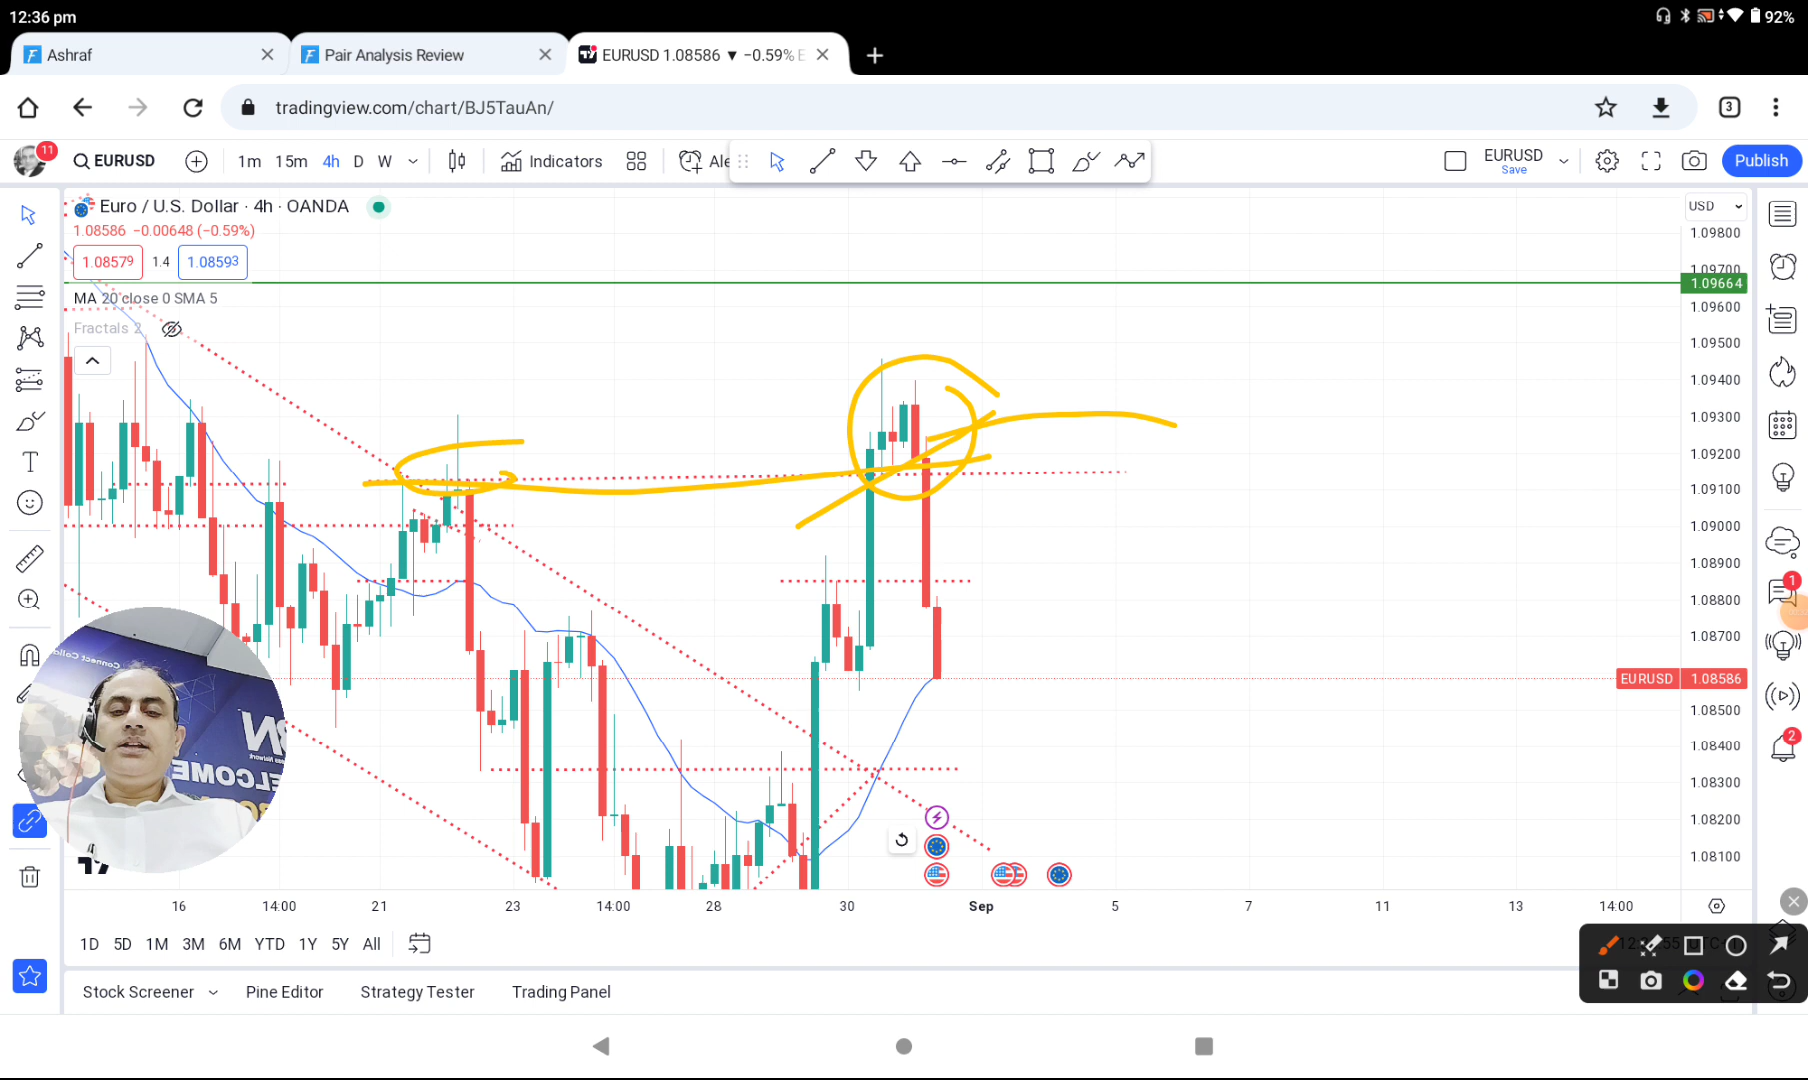 12:36 pm
92%
Ashraf
Pair Analysis Review
EURUSD 1.08586 ▼ −0.59% E
tradingview.com/chart/BJ5TauAn/
3
11
EURUSD
1m 15m 4h D W
Indicators
Ale
EURUSD
Save
Publish
Euro / U.S. Dollar · 4h · OANDA
1.08586 −0.00648 (−0.59%)
1.08579 1.4 1.08593
MA 20 close 0 SMA 5
Fractals 2
USD
1.09800
1.09700
1.09664
1.09600
1.09500
1.09400
1.09300
1.09200
1.09100
1.09000
1.08900
1.08800
1.08700
EURUSD 1.08586
1.08500
1.08400
1.08300
1.08200
1.08100
1
2
WELCOME
16 14:00 21 23 14:00 28 30 Sep 5 7 11 13 14:00
1D 5D 1M 3M 6M YTD 1Y 5Y All
Stock Screener Pine Editor Strategy Tester Trading Panel